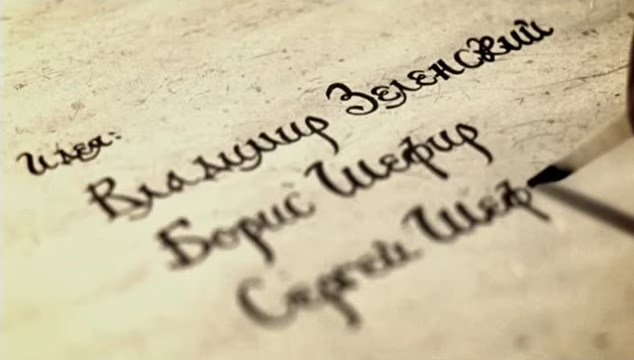 Идея:
Владимир Зеленский
Борис Шефир
Сергей Шеф